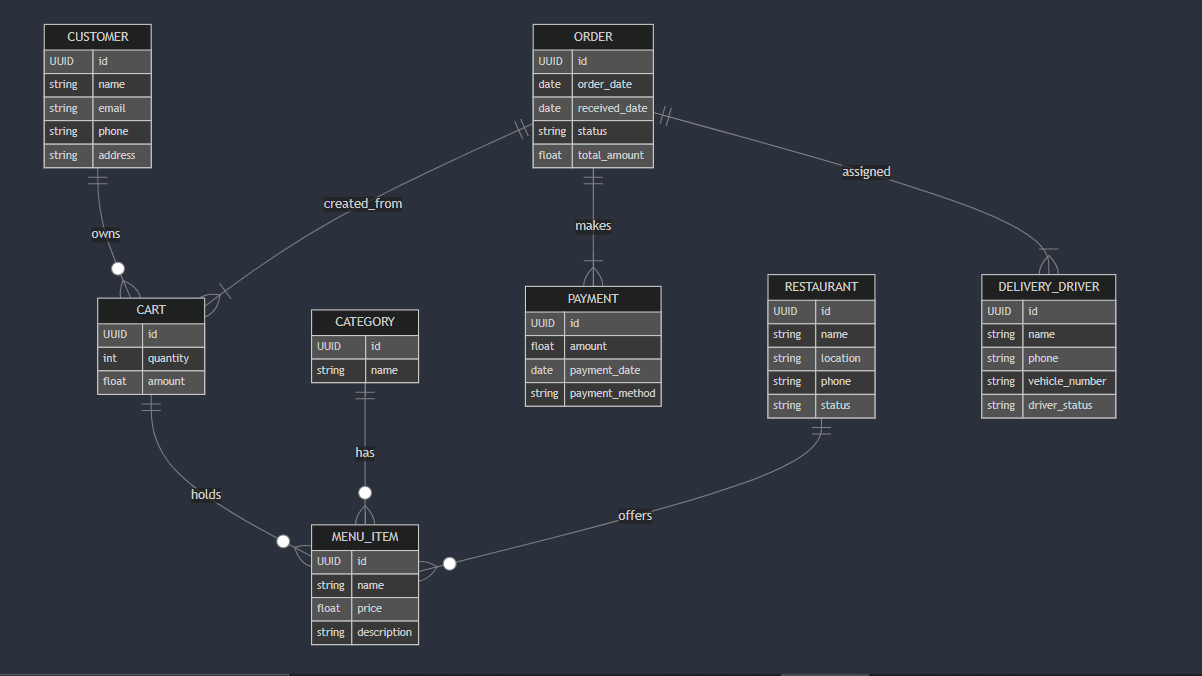 CUSTOMER
UUID id
string name
string email
string phone
string address
ORDER
UUID id
date order_date
date received_date
string status
float total_amount
assigned
created_from
makes
owns
CART
UUID id
int quantity
float amount
CATEGORY
UUID id
string name
PAYMENT
UUID id
float amount
date payment_date
string payment_method
RESTAURANT
UUID id
string name
string location
string phone
string status
DELIVERY_DRIVER
UUID id
string name
string phone
string vehicle_number
string driver_status
has
holds
offers
MENU_ITEM
UUID id
string name
float price
string description